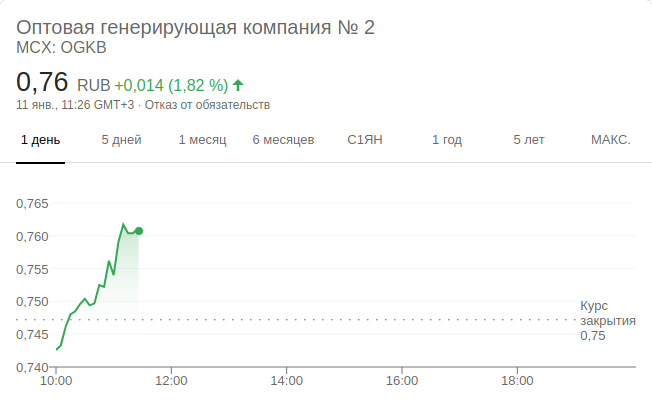 Оптовая генерирующая компания № 2
MCX: OGKB
0,76 RUB +0,014 (1,82 %)
11 янв., 11:26 GMT+3 · Отказ от обязательств
1 день 5 дней 1 месяц 6 месяцев С1ЯН 1 год 5 лет МАКС.
0,765
0,760
0,755
0,750
Курс
закрытия
0,75
0,745
0,740
10:00 12:00 14:00 16:00 18:00